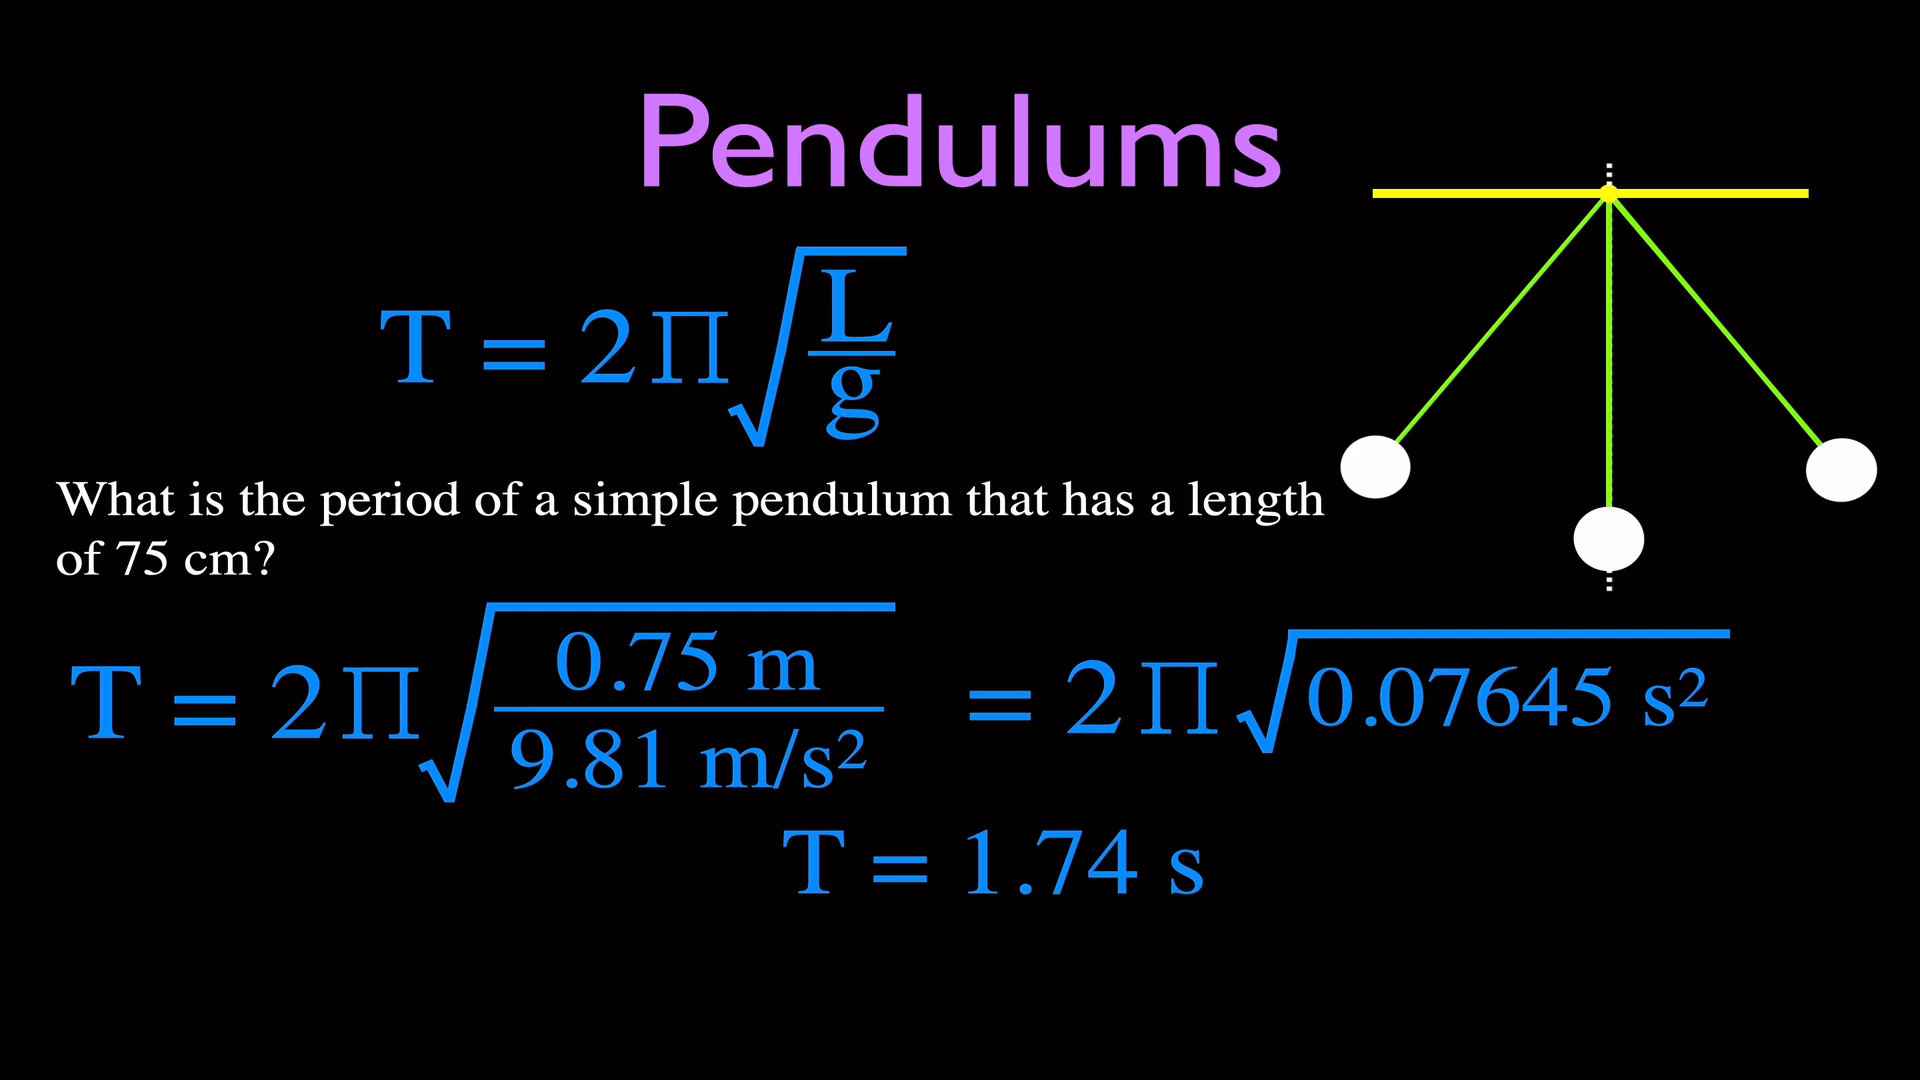 Pendulums
T = 2Π√(L/g)
What is the period of a simple pendulum that has a length
of 75 cm?
T = 2Π√(0.75 m/9.81 m/s²) = 2Π√(0.07645 s²)
T = 1.74 s